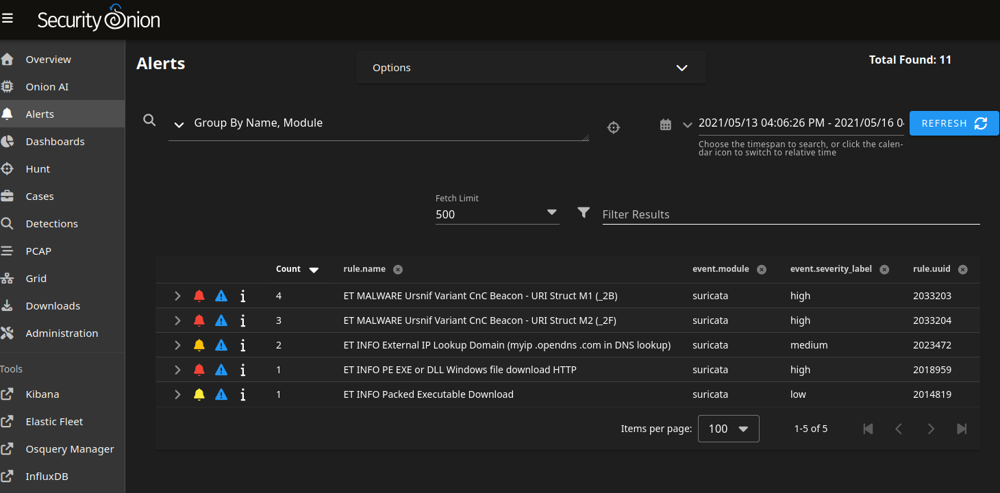 Security Onion
Overview
Onion AI
Alerts
Dashboards
Hunt
Cases
Detections
PCAP
Grid
Downloads
Administration
Tools
Kibana
Elastic Fleet
Osquery Manager
InfluxDB
Alerts
Options
Total Found: 11
Group By Name, Module
2021/05/13 04:06:26 PM - 2021/05/16 04
REFRESH
Choose the timespan to search, or click the calen-
dar icon to switch to relative time
Fetch Limit
500
Filter Results
Count rule.name event.module event.severity_label rule.uuid
4 ET MALWARE Ursnif Variant CnC Beacon - URI Struct M1 (_2B) suricata high 2033203
3 ET MALWARE Ursnif Variant CnC Beacon - URI Struct M2 (_2F) suricata high 2033204
2 ET INFO External IP Lookup Domain (myip .opendns .com in DNS lookup) suricata medium 2023472
1 ET INFO PE EXE or DLL Windows file download HTTP suricata high 2018959
1 ET INFO Packed Executable Download suricata low 2014819
Items per page: 100 1-5 of 5